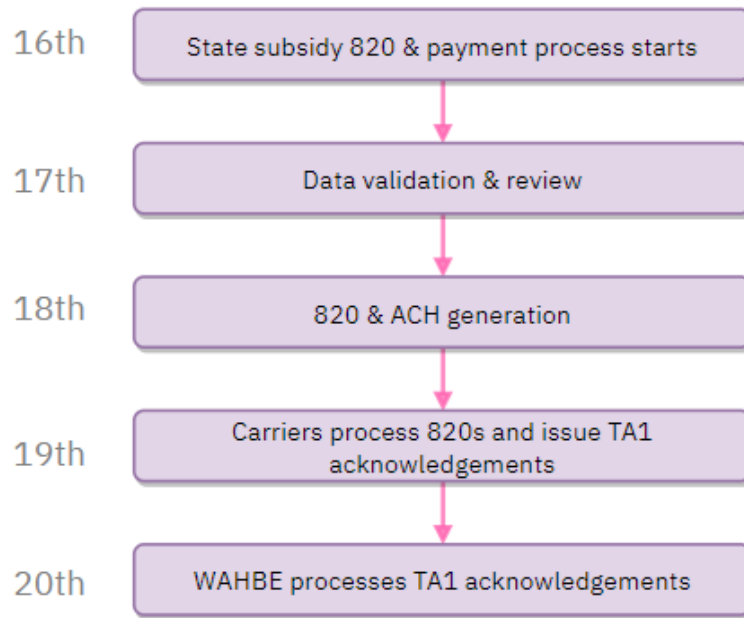 16th
State subsidy 820 & payment process starts
17th
Data validation & review
18th
820 & ACH generation
19th
Carriers process 820s and issue TA1
acknowledgements
20th
WAHBE processes TA1 acknowledgements